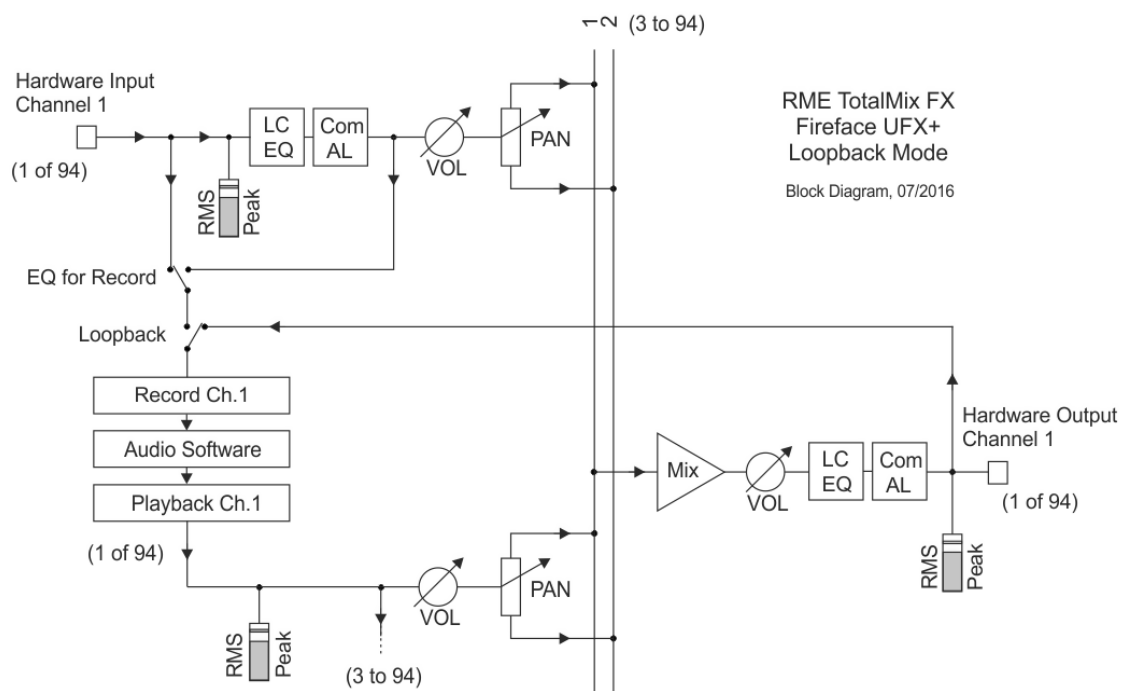 1
2
(3 to 94)
Hardware Input
Channel 1
(1 of 94)
LC
EQ
Com
AL
VOL
PAN
RMS
Peak
RME TotalMix FX
Fireface UFX+
Loopback Mode
Block Diagram, 07/2016
EQ for Record
Loopback
Record Ch.1
Audio Software
Playback Ch.1
(1 of 94)
RMS
Peak
(3 to 94)
VOL
PAN
Mix
VOL
LC
EQ
Com
AL
Hardware Output
Channel 1
(1 of 94)
RMS
Peak